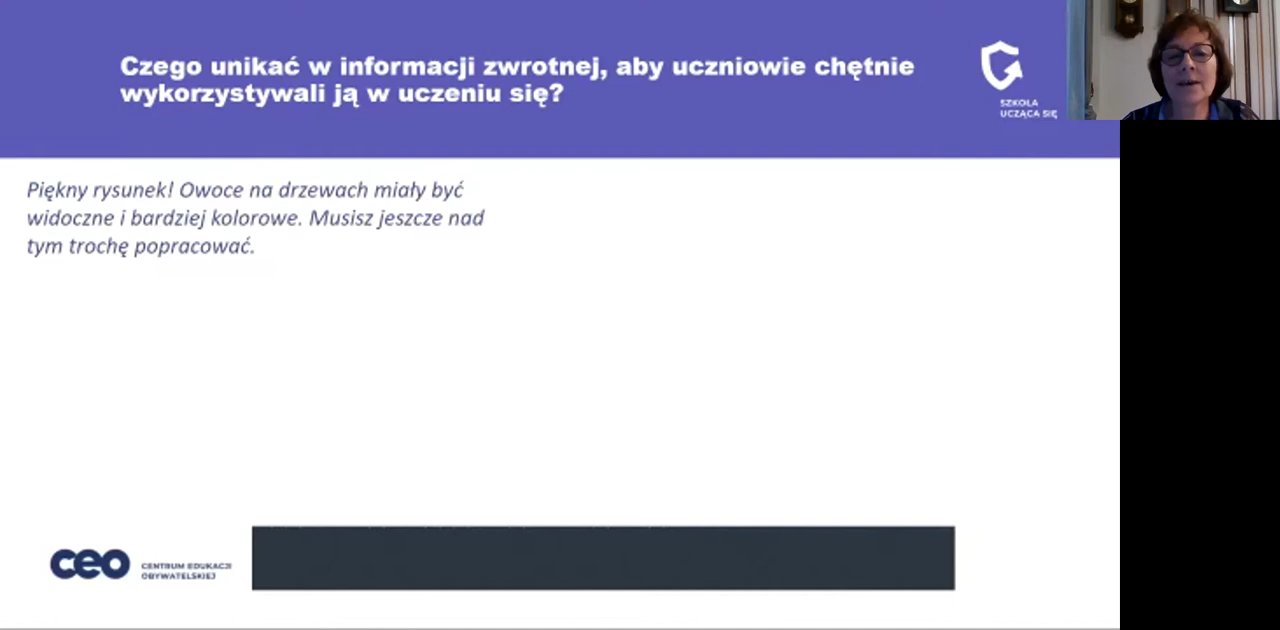 Czego unikać w informacji zwrotnej, aby uczniowie chętnie
wykorzystywali ją w uczeniu się?
SZKOŁA
UCZĄCA SIĘ
Piękny rysunek! Owoce na drzewach miały być
widoczne i bardziej kolorowe. Musisz jeszcze nad
tym trochę popracować.
ceo
CENTRUM EDUKACJI
OBYWATELSKIEJ